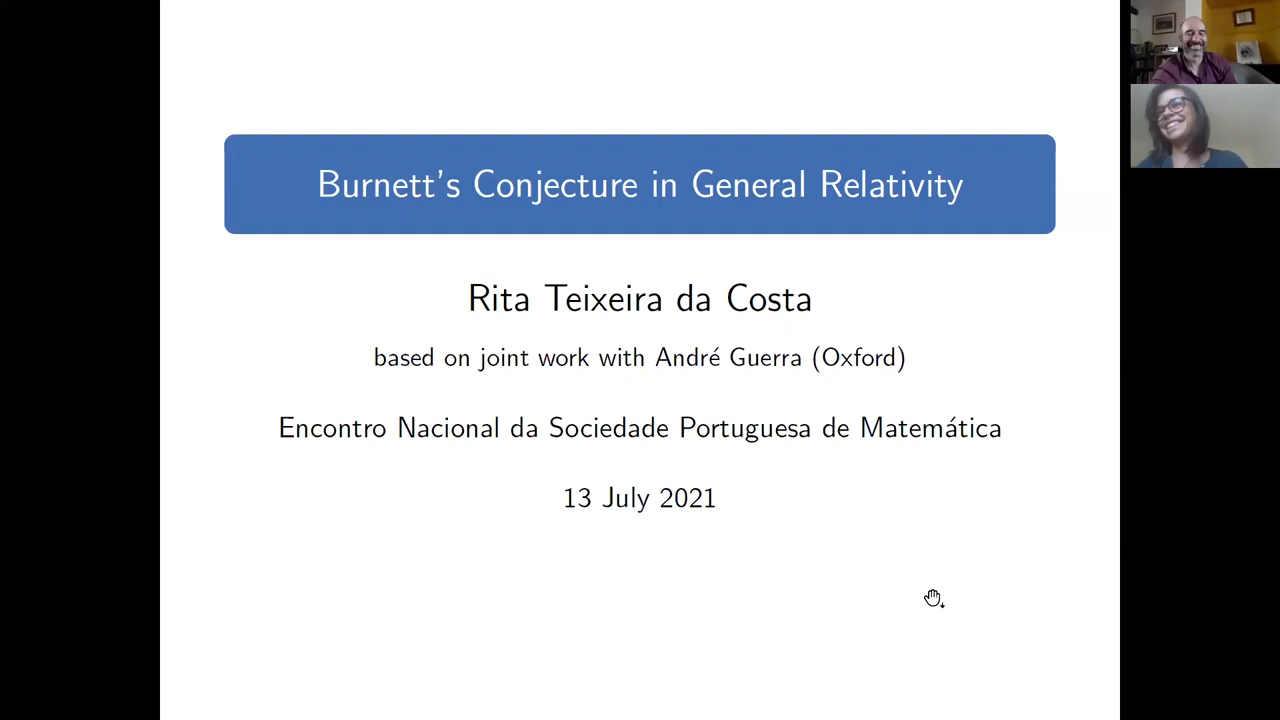 Burnett's Conjecture in General Relativity
Rita Teixeira da Costa
based on joint work with André Guerra (Oxford)
Encontro Nacional da Sociedade Portuguesa de Matemática
13 July 2021